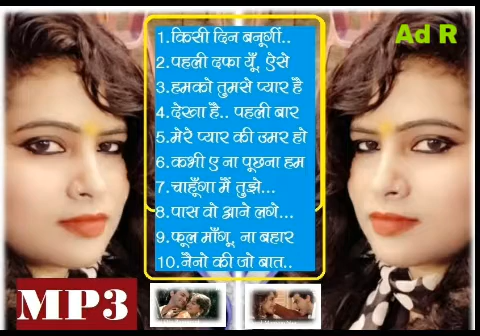 1.किसी दिन बनूगीं..
2.पहली दफा यूँ, ऐसे
3.हमको तुमसे प्यार है
4.देखा है.. पहली बार
5.मेरे प्यार की उमर हो
6.कभी ए ना पूछना हम
7.चाहूँगा मैं तुझे...
8.पास वो आने लगे...
9.फूल माँगू, ना बहार
10.नैनो की जो बात..
Ad R
MP3